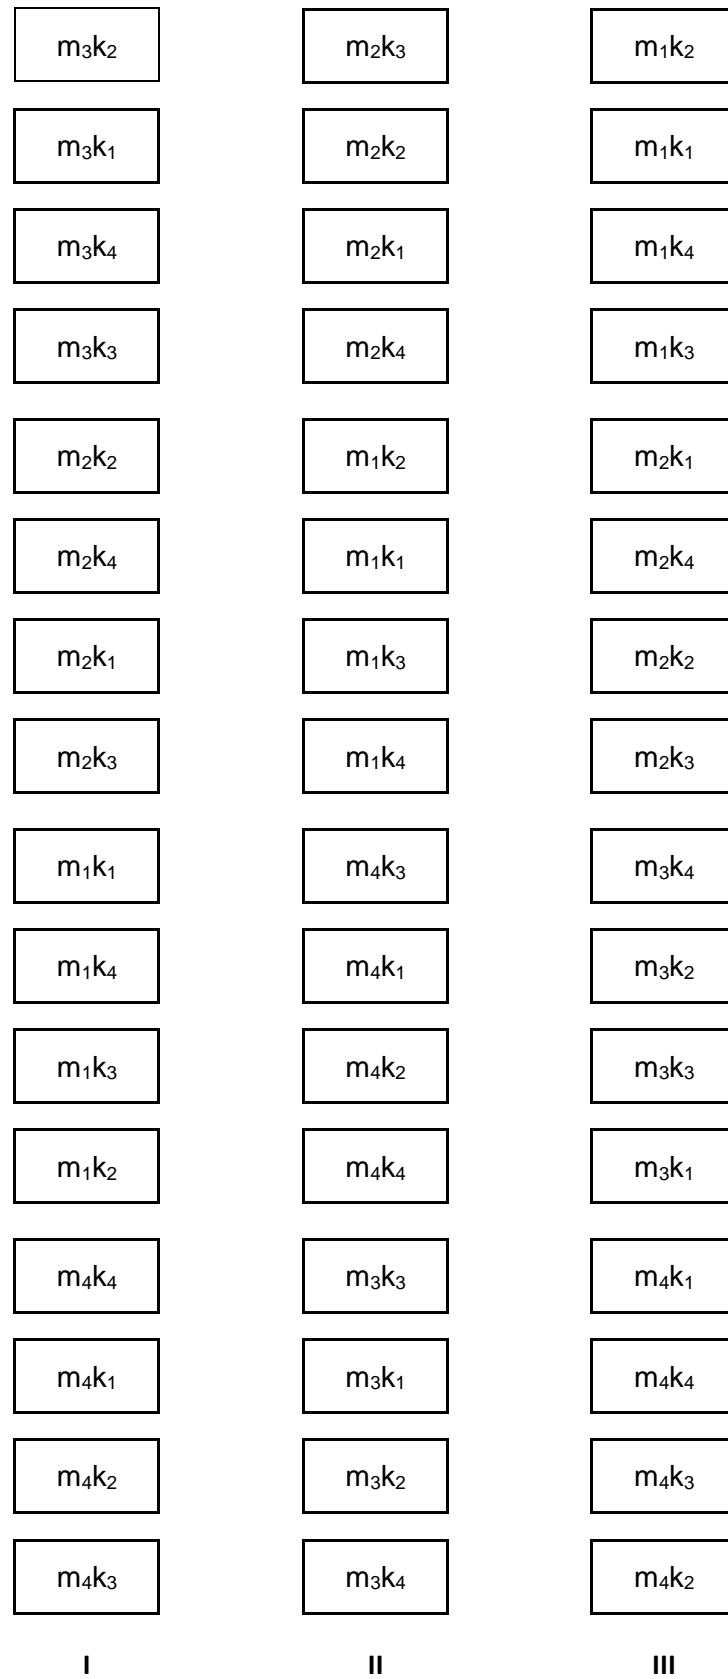 m₃k₂ m₂k₃ m₁k₂
m₃k₁ m₂k₂ m₁k₁
m₃k₄ m₂k₁ m₁k₄
m₃k₃ m₂k₄ m₁k₃
m₂k₂ m₁k₂ m₂k₁
m₂k₄ m₁k₁ m₂k₄
m₂k₁ m₁k₃ m₂k₂
m₂k₃ m₁k₄ m₂k₃
m₁k₁ m₄k₃ m₃k₄
m₁k₄ m₄k₁ m₃k₂
m₁k₃ m₄k₂ m₃k₃
m₁k₂ m₄k₄ m₃k₁
m₄k₄ m₃k₃ m₄k₁
m₄k₁ m₃k₁ m₄k₄
m₄k₂ m₃k₂ m₄k₃
m₄k₃ m₃k₄ m₄k₂
I II III